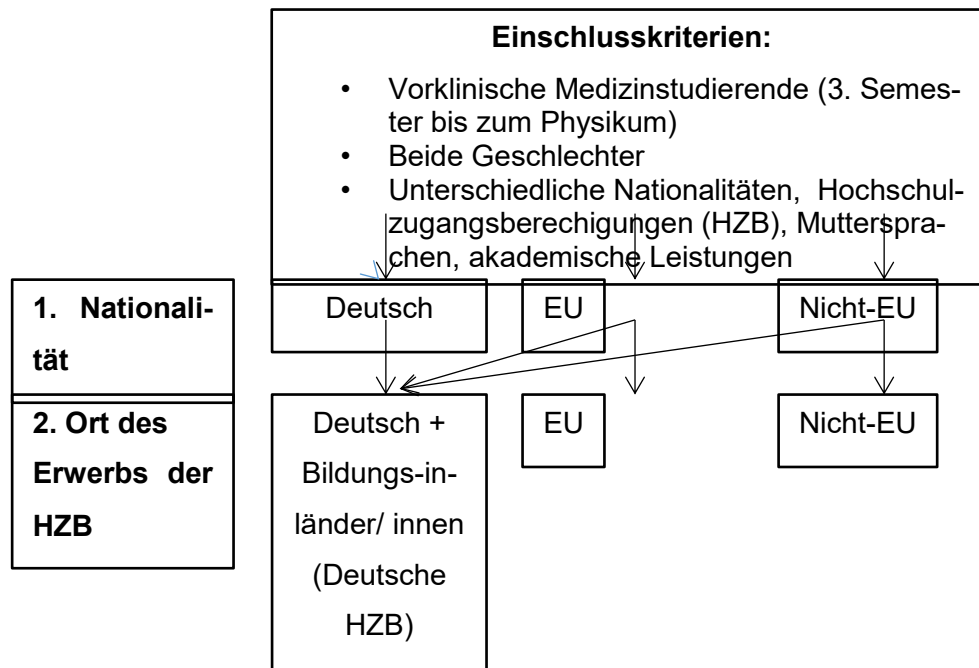 Einschlusskriterien:
• Vorklinische Medizinstudierende (3. Semes-
ter bis zum Physikum)
• Beide Geschlechter
• Unterschiedliche Nationalitäten, Hochschul-
zugangsberechigungen (HZB), Mutterspra-
chen, akademische Leistungen
1. Nationali-
tät
Deutsch
EU
Nicht-EU
2. Ort des
Erwerbs der
HZB
Deutsch +
Bildungs-in-
länder/ innen
(Deutsche
HZB)
EU
Nicht-EU